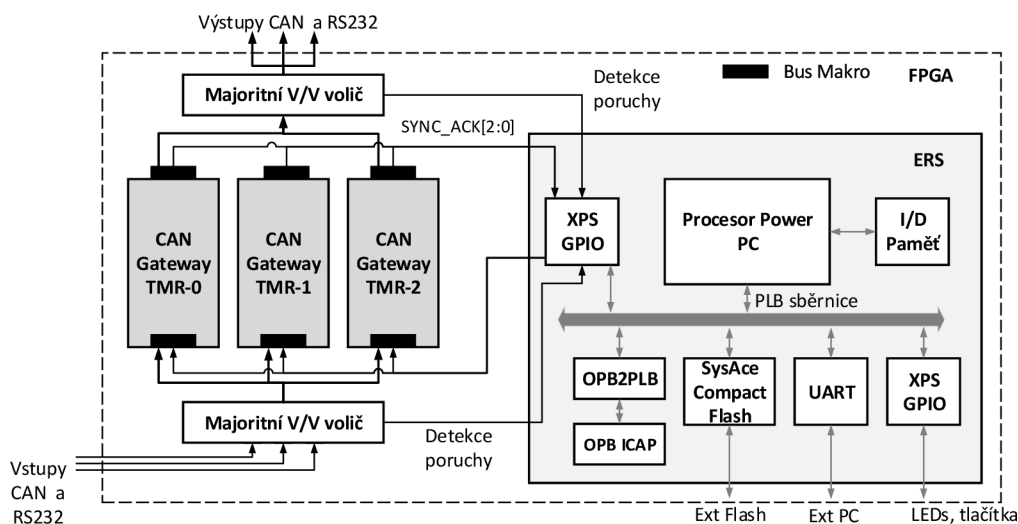 Výstupy CAN a RS232
Majoritní V/V volič
Detekce
poruchy
Bus Makro
FPGA
SYNC_ACK[2:0]
ERS
CAN
Gateway
TMR-0
CAN
Gateway
TMR-1
CAN
Gateway
TMR-2
XPS
GPIO
Procesor Power
PC
I/D
Paměť
PLB sběrnice
OPB2PLB
SysAce
Compact
Flash
UART
XPS
GPIO
OPB ICAP
Majoritní V/V volič
Detekce
poruchy
Vstupy
CAN a
RS232
Ext Flash
Ext PC
LEDs, tlačítka